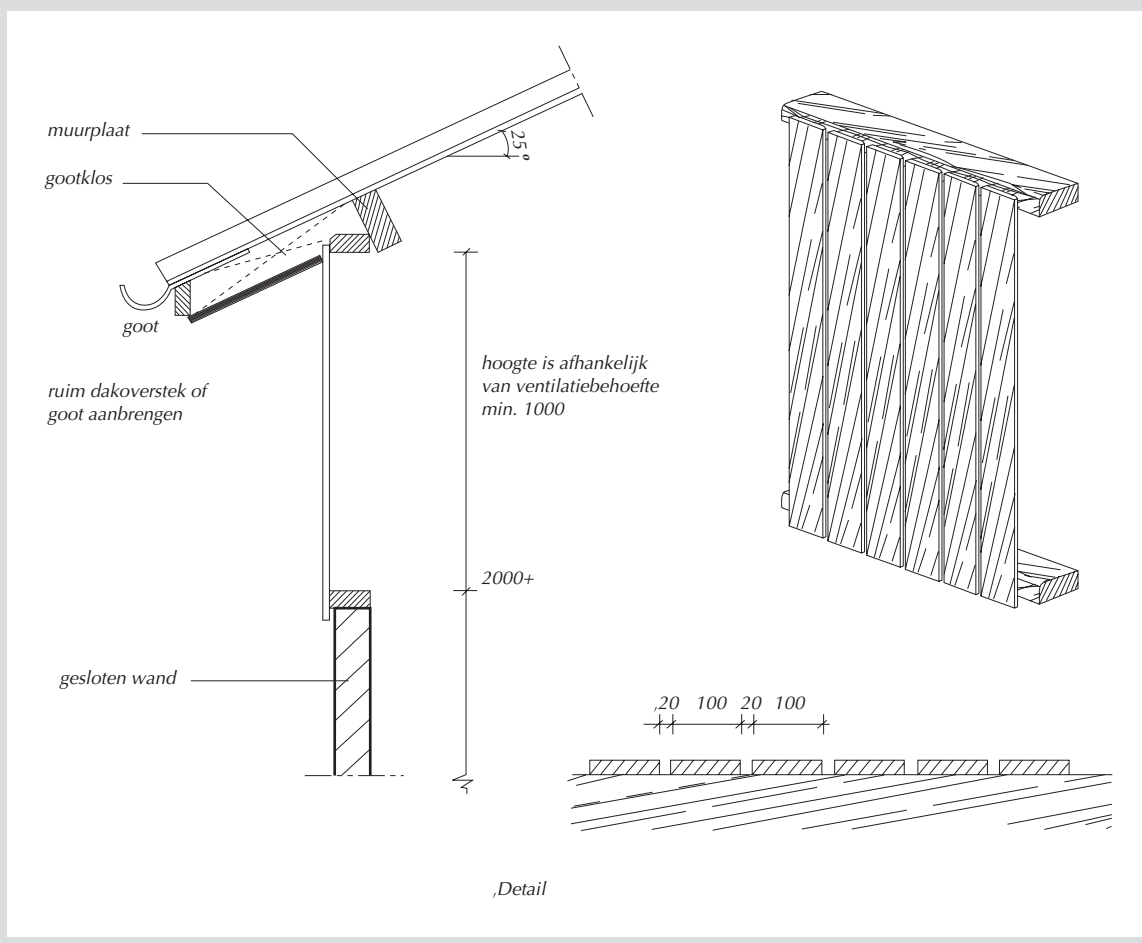 muurplaat
25°
gootklos
goot
hoogte is afhankelijk
van ventilatiebehoefte
min. 1000
ruim dakoverstek of
goot aanbrengen
2000+
gesloten wand
,20 100 20 100
,Detail